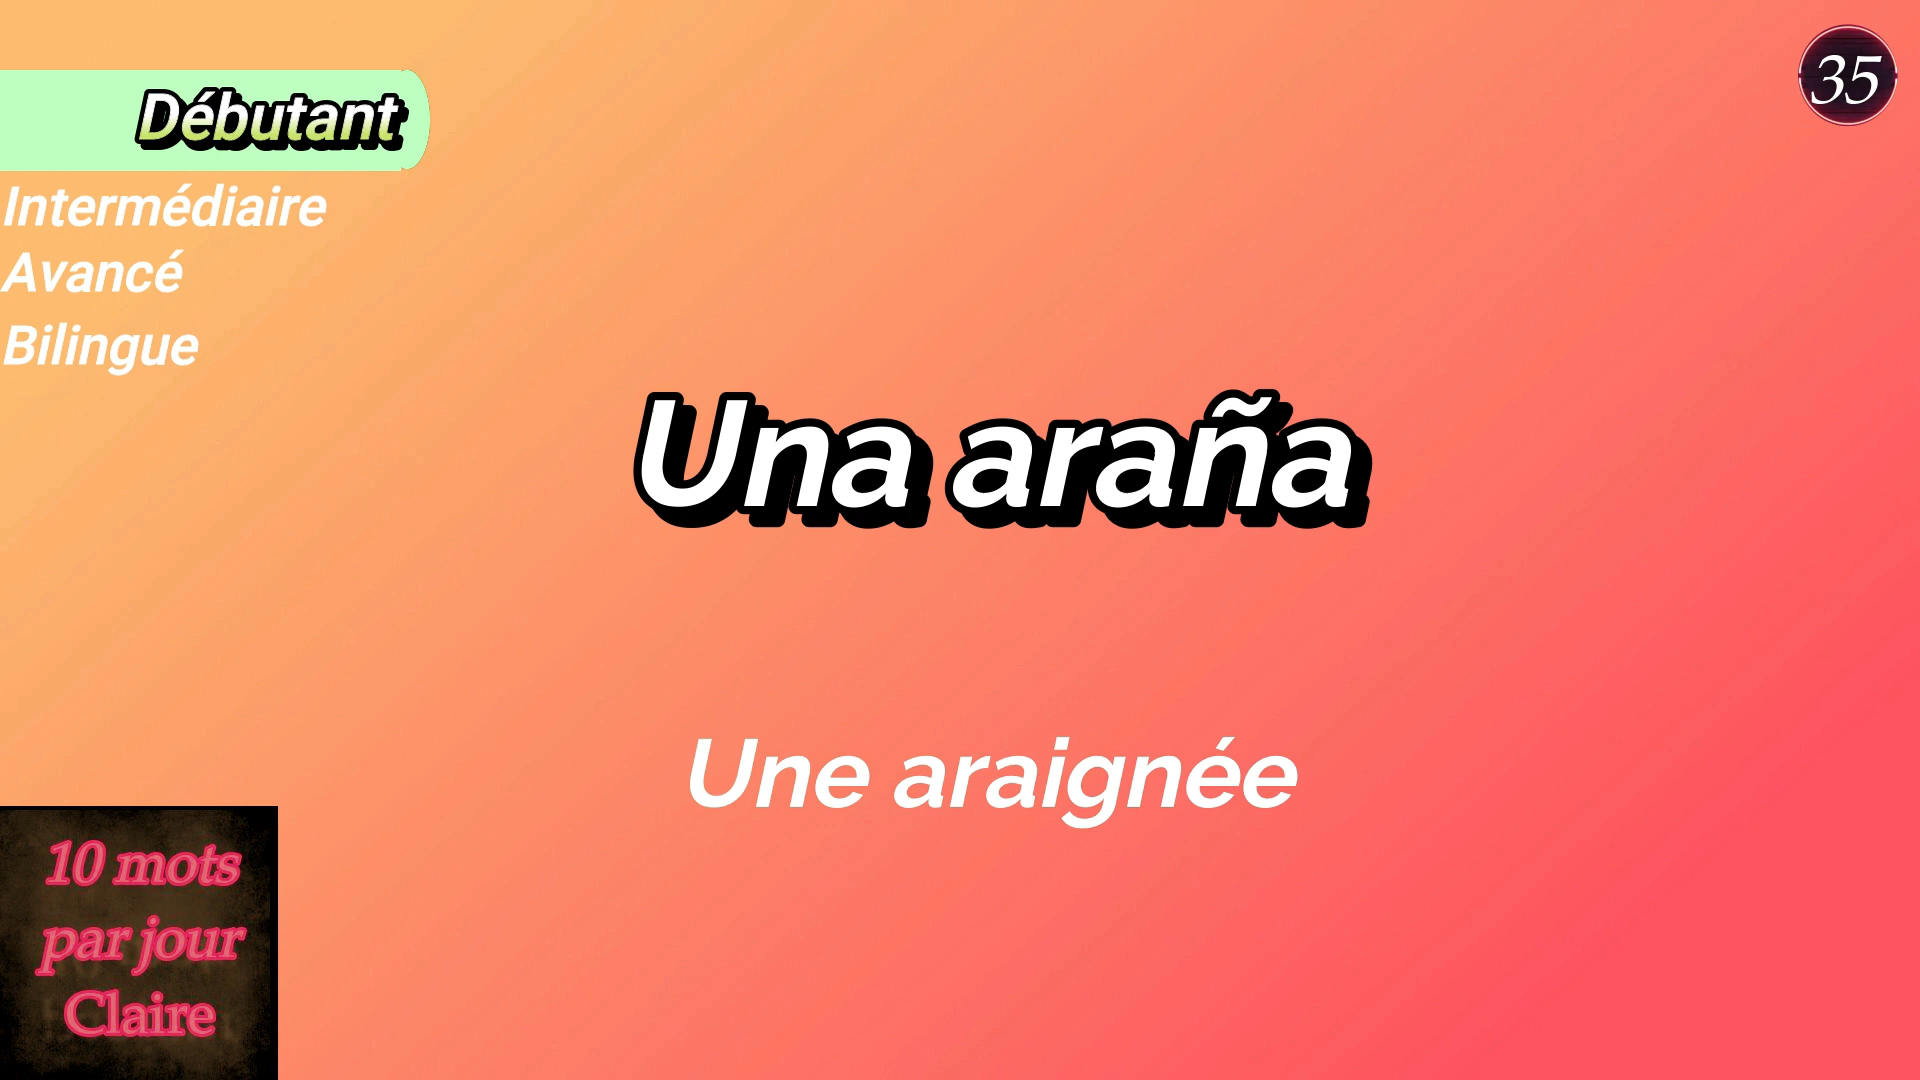 Débutant
35
Intermédiaire
Avancé
Bilingue
Una araña
Une araignée
10 mots
par jour
Claire